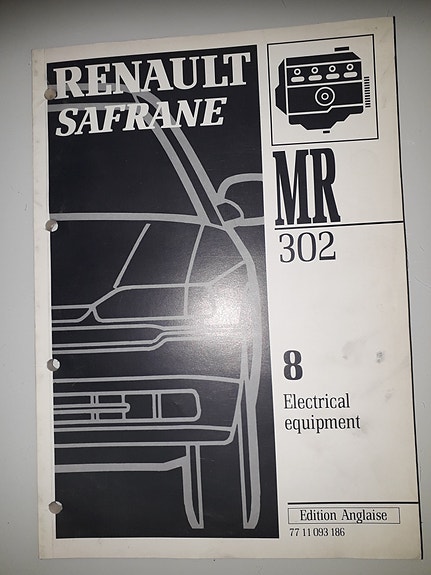 RENAULT
SAFRANE
MR
302
8
Electrical
equipment
Edition Anglaise
77 11 093 186